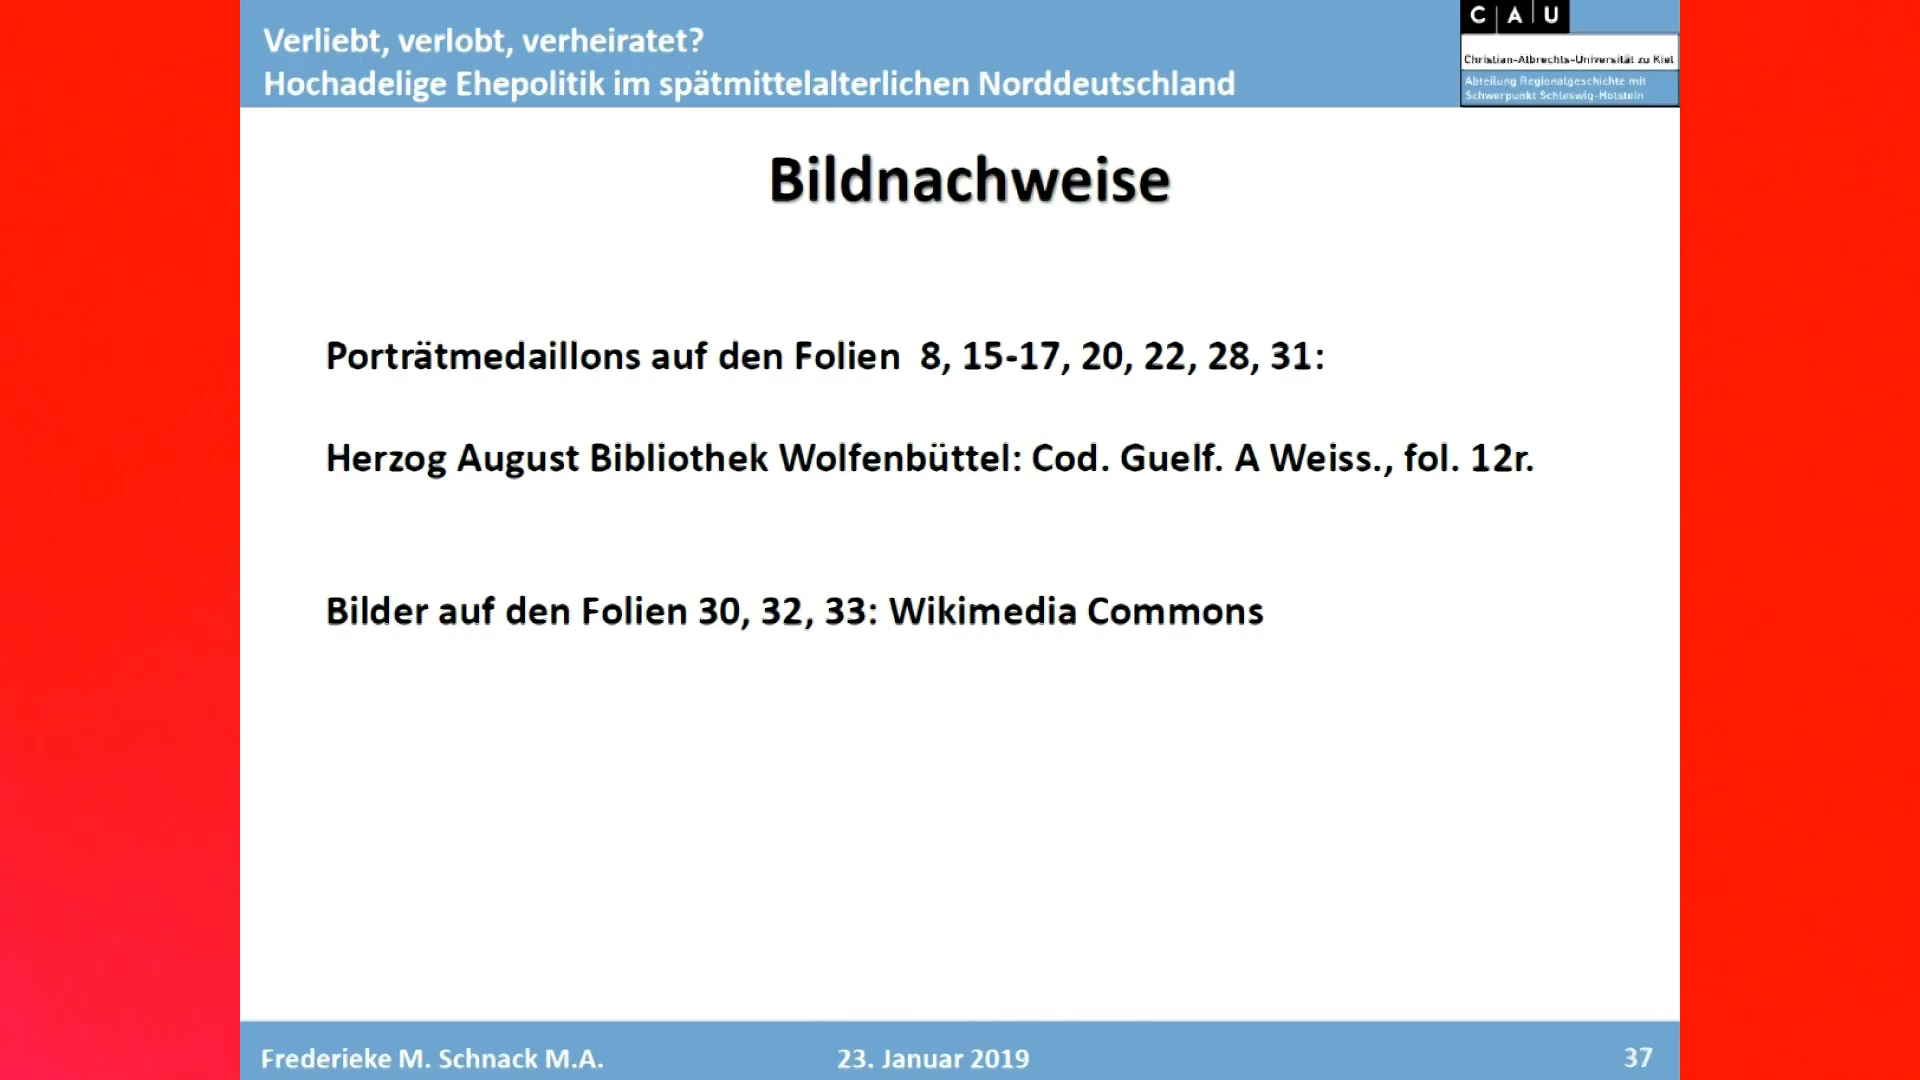 Verliebt, verlobt, verheiratet?
Hochadelige Ehepolitik im spätmittelalterlichen Norddeutschland
C A U
Christian-Albrechts-Universität zu Kiel
Abteilung Regionalgeschichte mit
Schwerpunkt Schleswig-Holstein
Bildnachweise
Porträtmedaillons auf den Folien 8, 15-17, 20, 22, 28, 31:
Herzog August Bibliothek Wolfenbüttel: Cod. Guelf. A Weiss., fol. 12r.
Bilder auf den Folien 30, 32, 33: Wikimedia Commons
Frederieke M. Schnack M.A.
23. Januar 2019
37